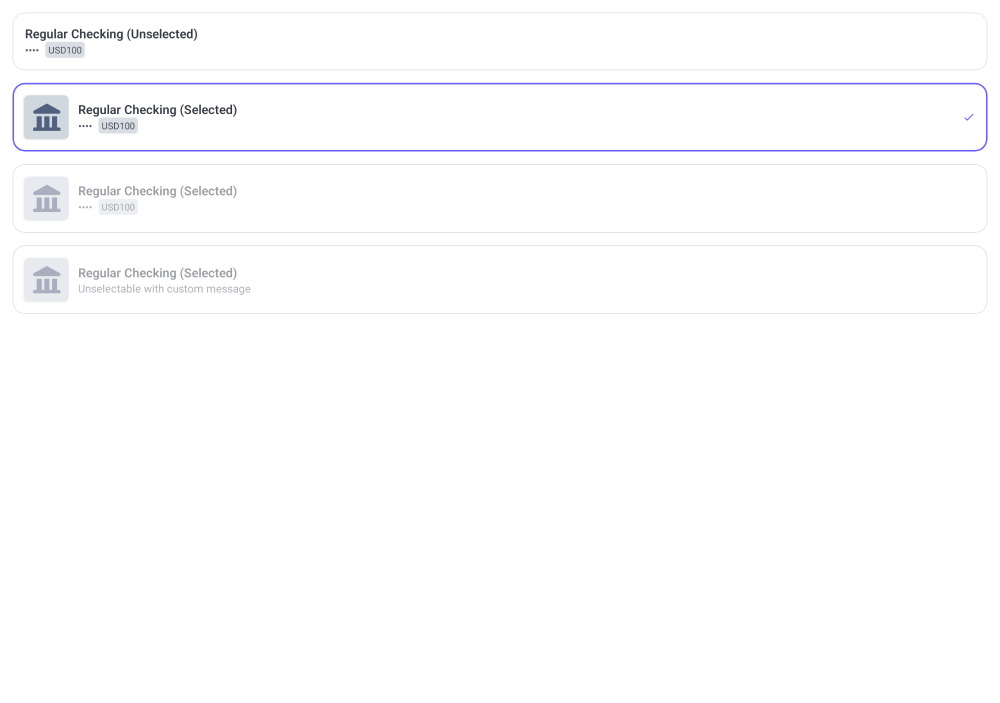 Regular Checking (Unselected)
•••• USD100
Regular Checking (Selected)
•••• USD100
Regular Checking (Selected)
•••• USD100
Regular Checking (Selected)
Unselectable with custom message